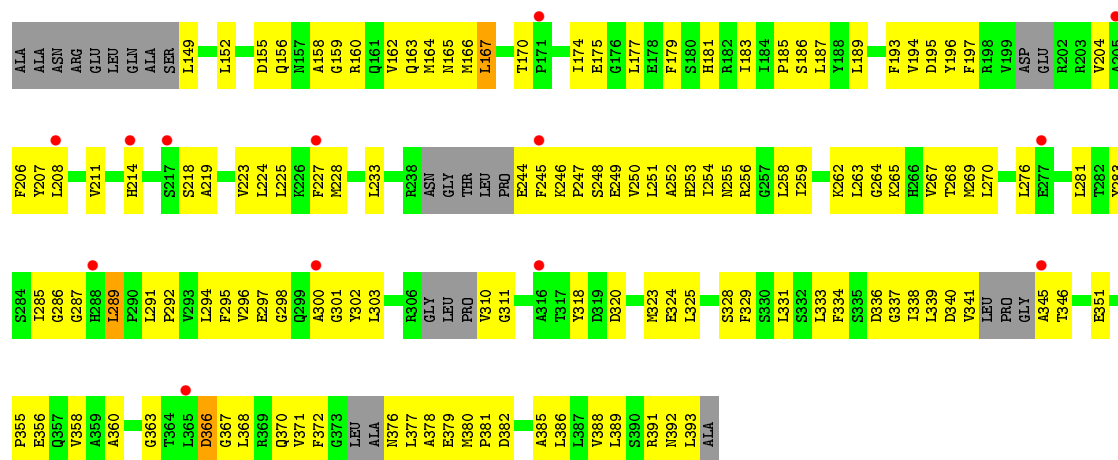 ALA ALA ASN ARG GLU LEU GLN ALA SER L149 L152 D155 Q156 N157 A158 G159 R160 Q161 V162 Q163 M164 N165 M166 L167 T170 P171 I174 E175 G176 L177 E178 F179 S180 H181 R182 I183 I184 P185 S186 L187 Y188 L189 F193 V194 D195 Y196 F197 R198 V199 ASP GLU R202 R203 V204 A205
F206 Y207 L208 V211 H214 S217 S218 A219 V223 L224 L225 K226 F227 M228 L233 R238 ASN GLY THR LEU PRO E244 F245 K246 P247 S248 E249 V250 L251 A252 H253 I254 N255 R256 G257 L258 I259 K262 L263 G264 K265 H266 V267 T268 M269 L270 L276 E277 L281 T282 Y283
S284 I285 G286 G287 H288 L289 P290 L291 P292 V293 L294 F295 V296 E297 G298 Q299 A300 G301 Y302 L303 R306 GLY LEU PRO V310 G311 A316 T317 Y318 D319 D320 M323 E324 L325 S328 F329 S330 L331 S332 L333 F334 S335 D336 G337 I338 L339 D340 V341 LEU PRO GLY A345 T346 E351
P355 E356 Q357 V358 A359 A360 G363 T364 L365 D366 G367 L368 R369 Q370 V371 F372 G373 LEU ALA N376 L377 A378 E379 M380 P381 D382 A385 L386 L387 V388 L389 S390 R391 N392 L393 ALA